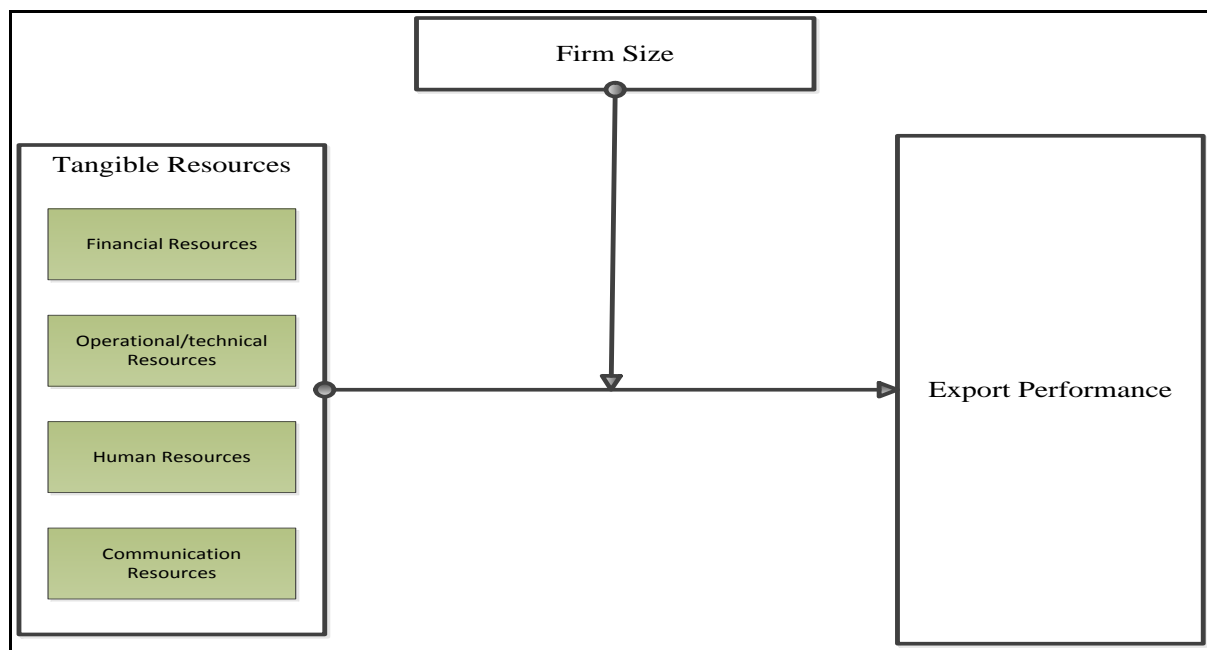 Firm Size
Tangible Resources
Financial Resources
Operational/technical
Resources
Human Resources
Communication
Resources
Export Performance